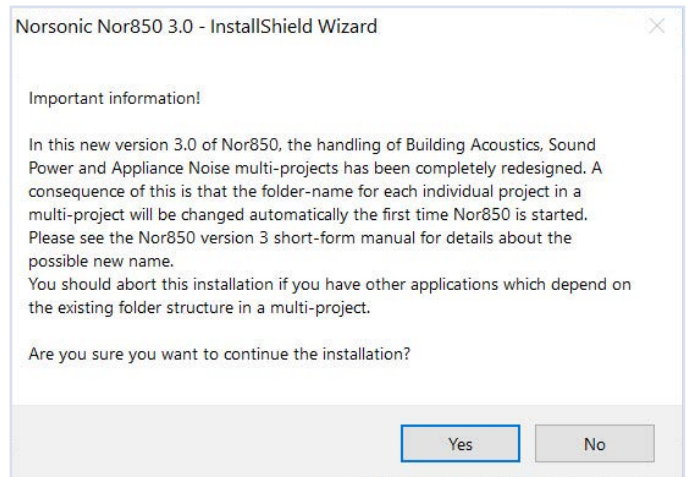 Norsonic Nor850 3.0 - InstallShield Wizard
Important information!
In this new version 3.0 of Nor850, the handling of Building Acoustics, Sound
Power and Appliance Noise multi-projects has been completely redesigned. A
consequence of this is that the folder-name for each individual project in a
multi-project will be changed automatically the first time Nor850 is started.
Please see the Nor850 version 3 short-form manual for details about the
possible new name.
You should abort this installation if you have other applications which depend on
the existing folder structure in a multi-project.
Are you sure you want to continue the installation?
Yes No